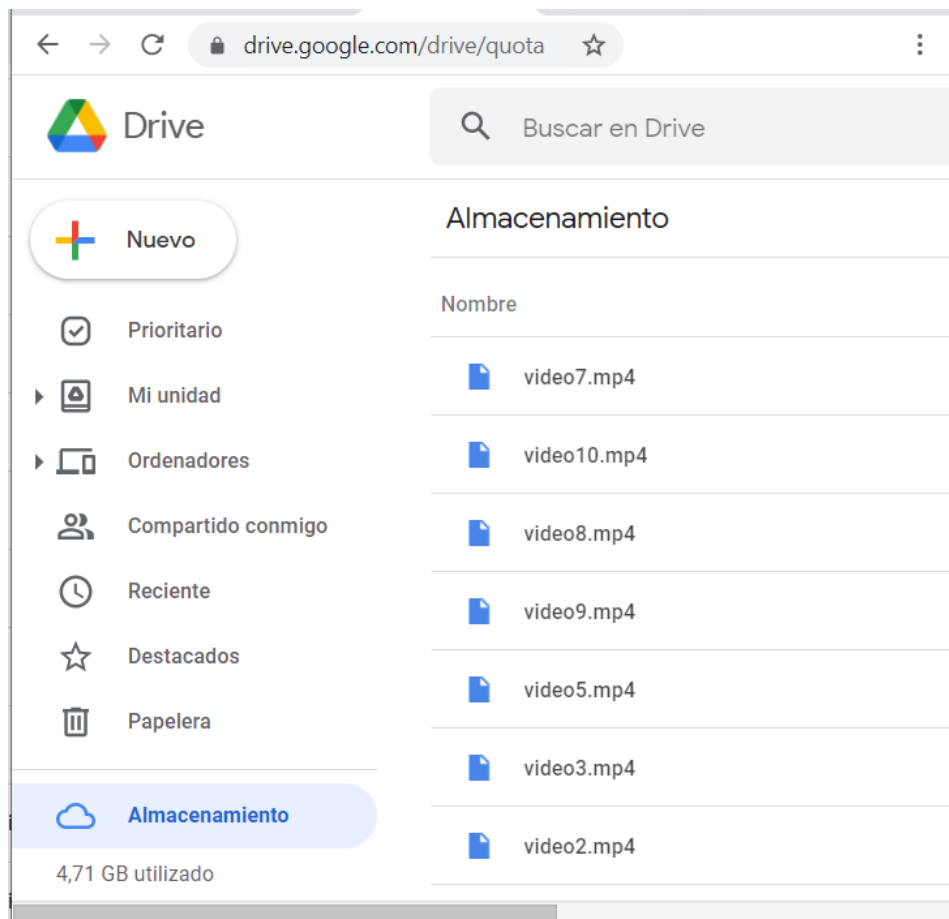 drive.google.com/drive/quota
Drive
Buscar en Drive
Nuevo
Almacenamiento
Nombre
Prioritario
Mi unidad
Ordenadores
Compartido conmigo
Reciente
Destacados
Papelera
Almacenamiento
4,71 GB utilizado
video7.mp4
video10.mp4
video8.mp4
video9.mp4
video5.mp4
video3.mp4
video2.mp4